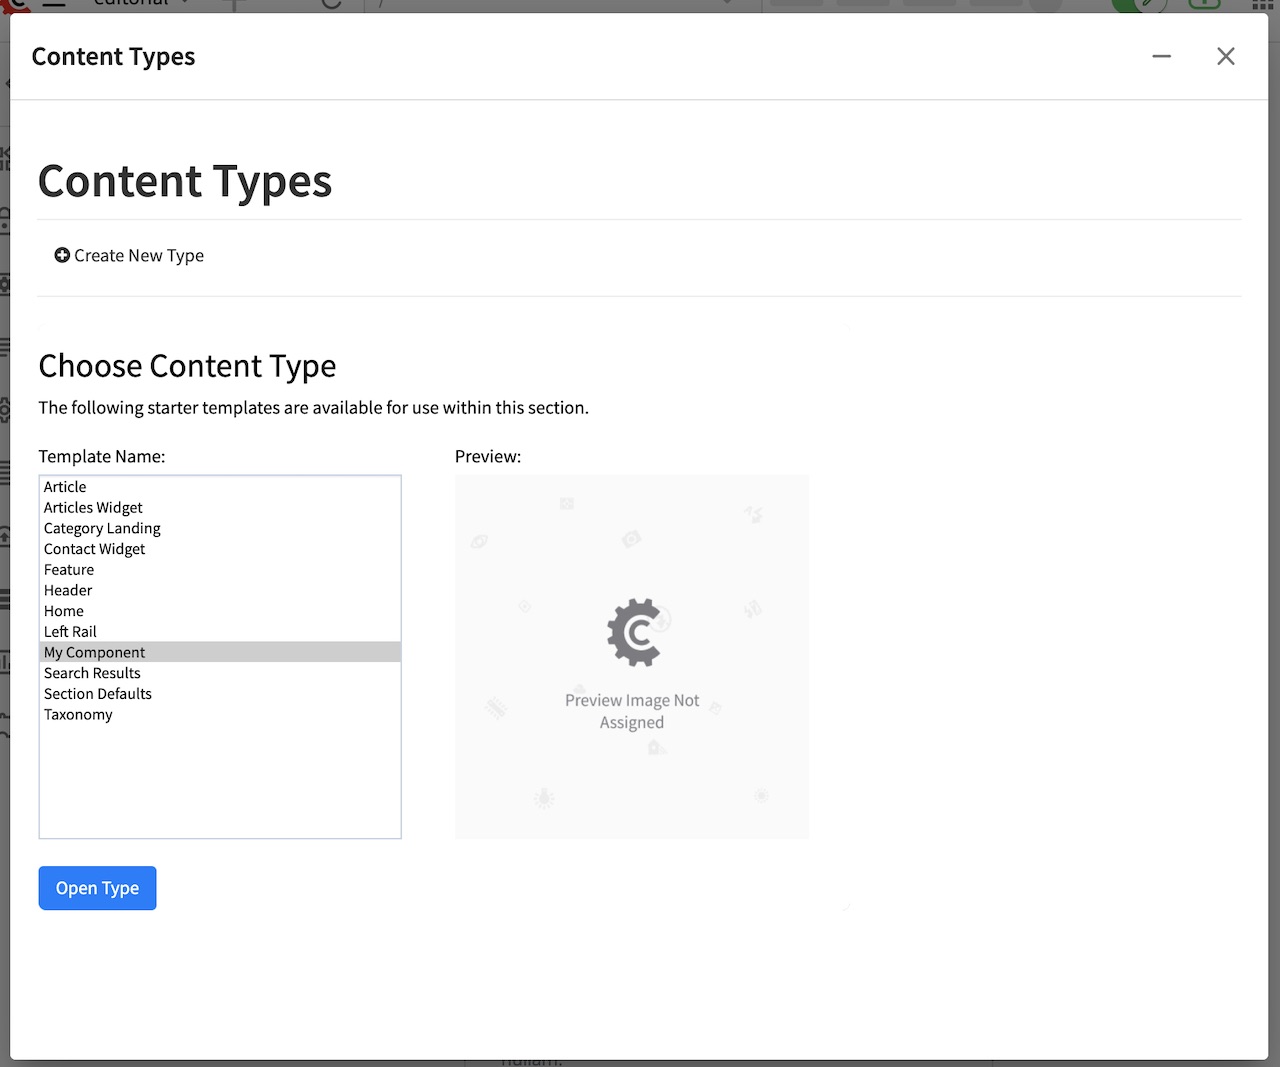 editorial
Content Types
Content Types
Create New Type
Choose Content Type
The following starter templates are available for use within this section.
Template Name:
Preview:
Article
Articles Widget
Category Landing
Contact Widget
Feature
Header
Home
Left Rail
My Component
Search Results
Section Defaults
Taxonomy
Preview Image Not
Assigned
Open Type